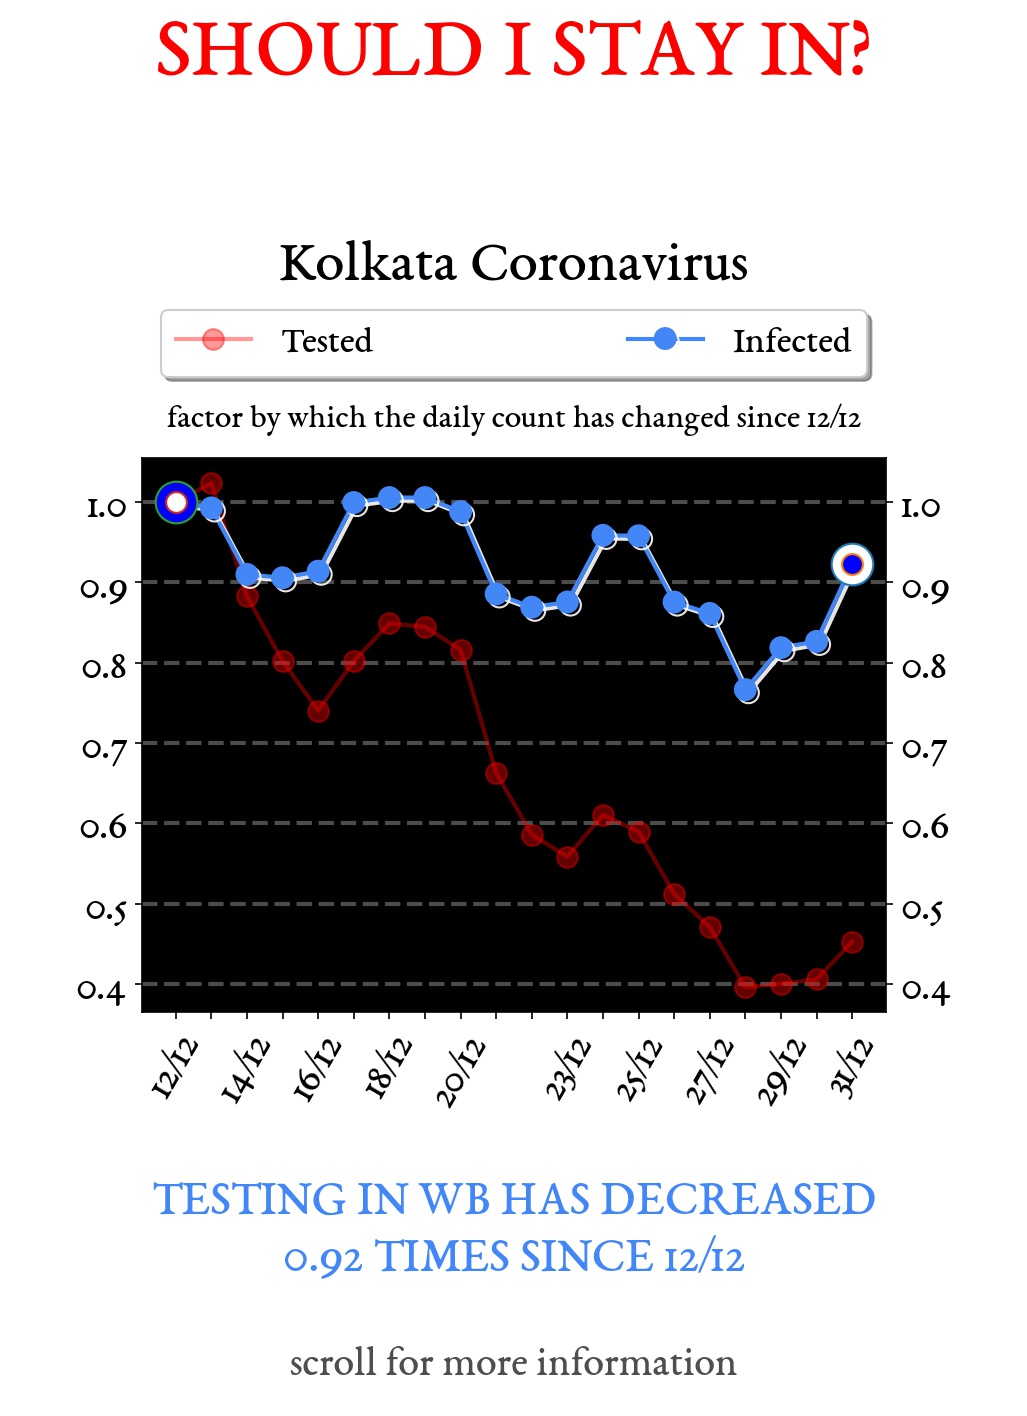 SHOULD I STAY IN?
Kolkata Coronavirus
Tested Infected
factor by which the daily count has changed since 12/12
1.0 1.0
0.9 0.9
0.8 0.8
0.7 0.7
0.6 0.6
0.5 0.5
0.4 0.4
12/12 14/12 16/12 18/12 20/12 23/12 25/12 27/12 29/12 31/12
TESTING IN WB HAS DECREASED
0.92 TIMES SINCE 12/12
scroll for more information